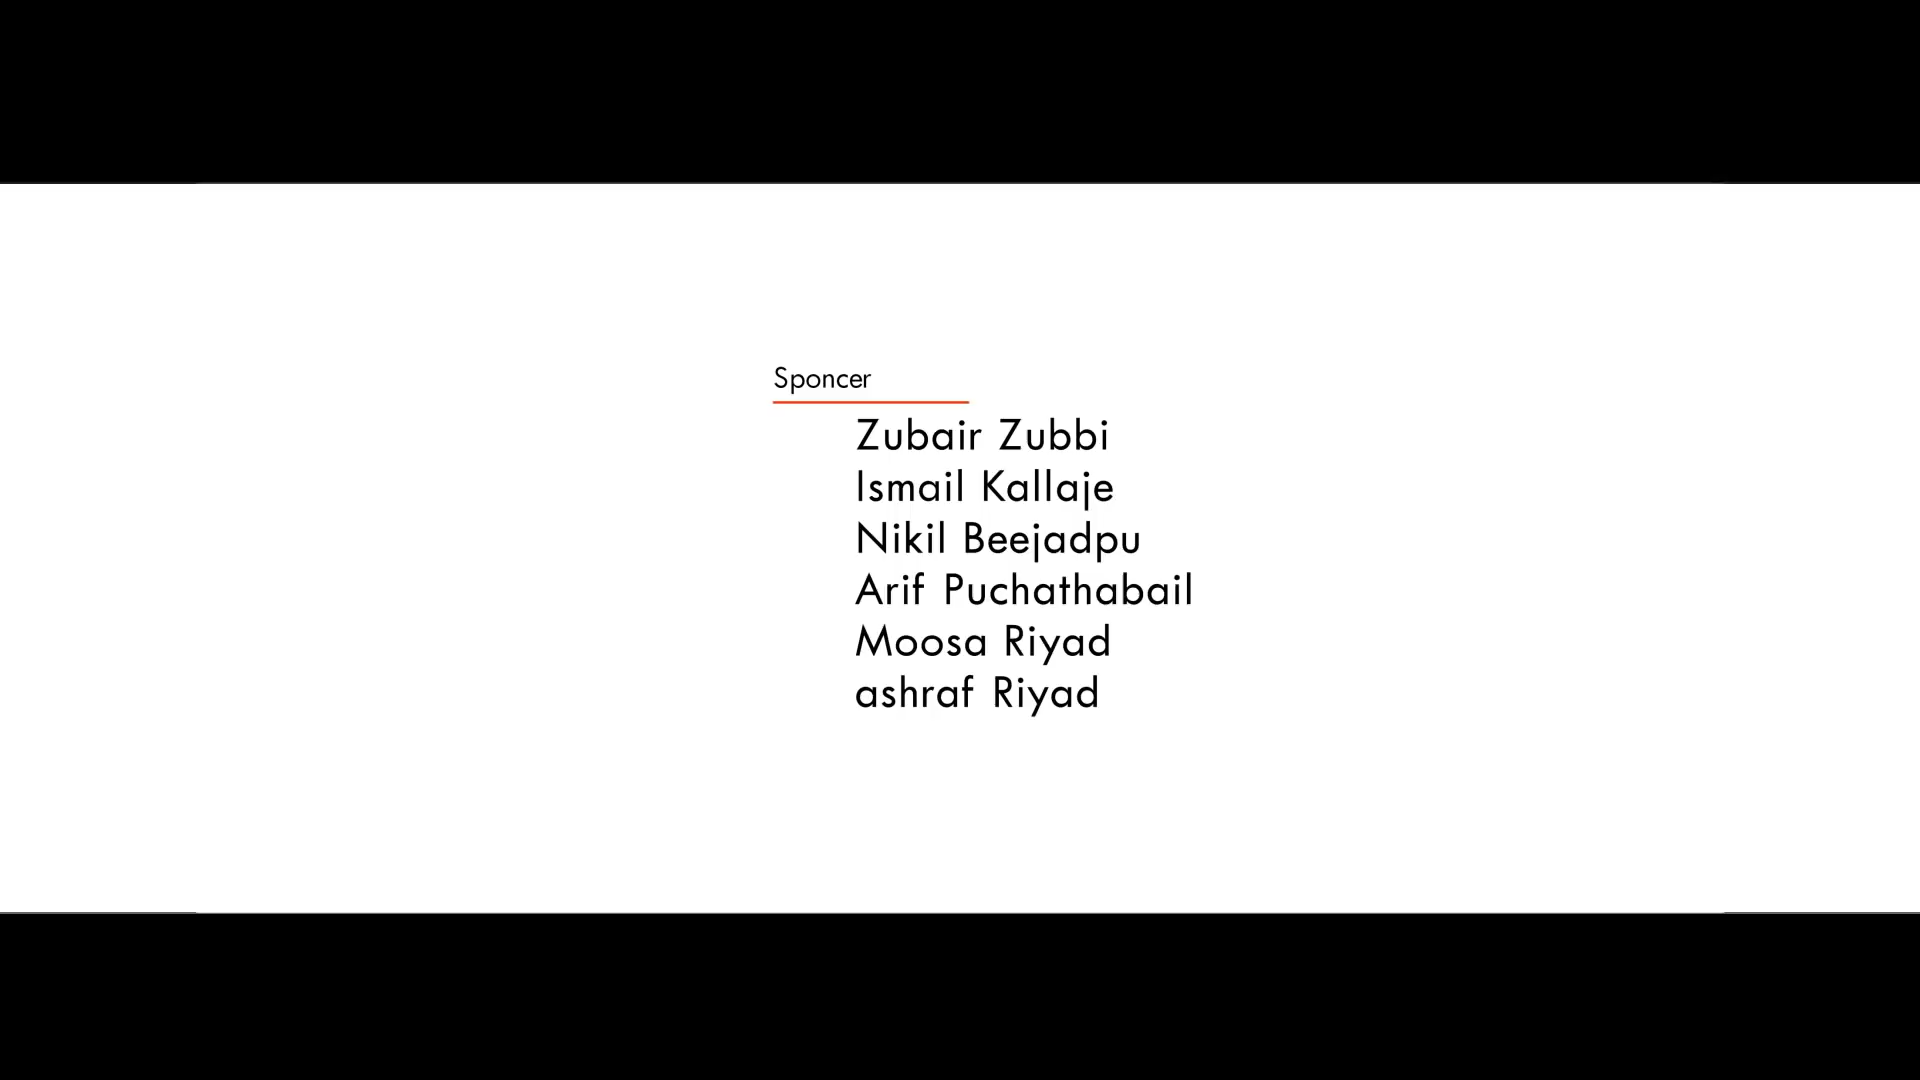 Sponcer
Zubair Zubbi
Ismail Kallaje
Nikil Beejadpu
Arif Puchathabail
Moosa Riyad
ashraf Riyad